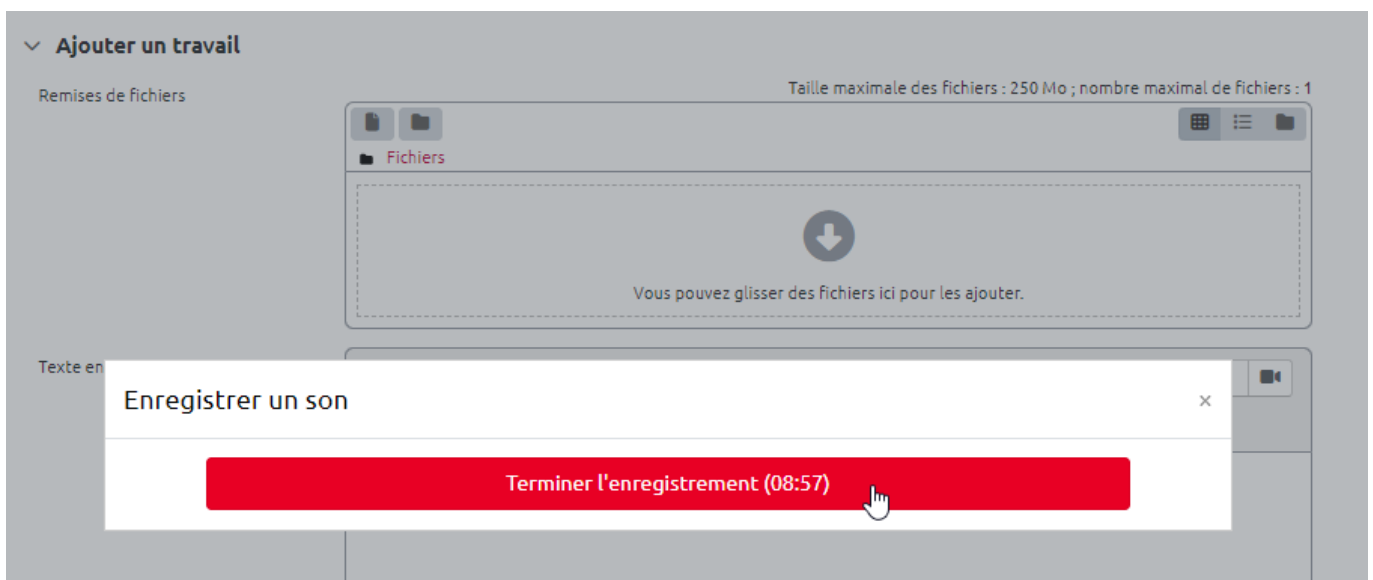 Ajouter un travail
Remises de fichiers
Taille maximale des fichiers : 250 Mo ; nombre maximal de fichiers : 1
Fichiers
Vous pouvez glisser des fichiers ici pour les ajouter.
Texte en
Enregistrer un son
×
Terminer l'enregistrement (08:57)